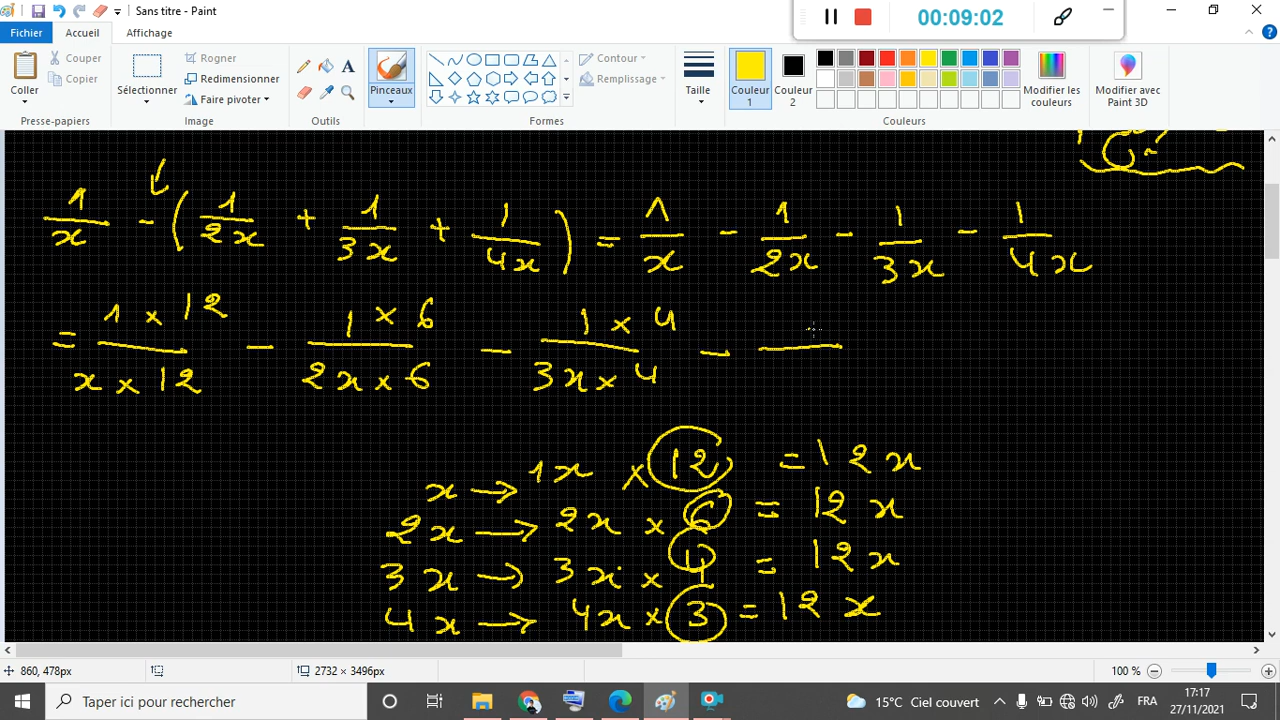 Sans titre - Paint
00:09:02
Fichier Accueil Affichage
Coller Couper Copier
Sélectionner Rogner Redimensionner Faire pivoter
Pinceaux
Contour Remplissage
Taille
Couleur 1 Couleur 2
Modifier les couleurs
Modifier avec Paint 3D
Presse-papiers Image Outils Formes Couleurs
1/x - (1/2x + 1/3x + 1/4x) = 1/x - 1/2x - 1/3x - 1/4x
= 1 × 12/x × 12 - 1 × 6/2x × 6 - 1 × 4/3x × 4 -
x → 1x × 12 = 12x
2x → 2x × 6 = 12x
3x → 3x × 4 = 12x
4x → 4x × 3 = 12x
860, 478px 2732 × 3496px 100 %
Taper ici pour rechercher 15°C Ciel couvert FRA 17:17
27/11/2021